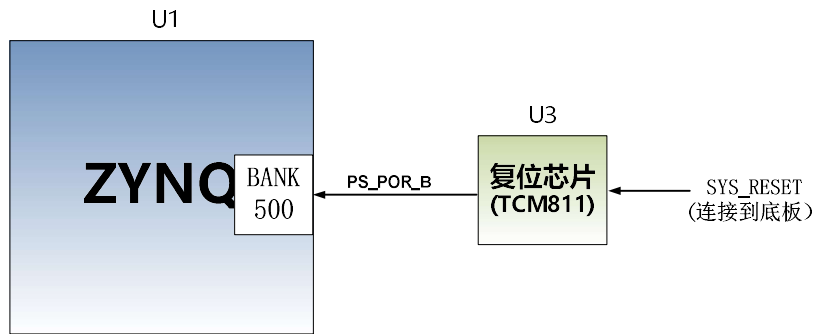 U1
ZYNQ
BANK
500
PS_POR_B
U3
复位芯片
(TCM811)
SYS_RESET
(连接到底板）